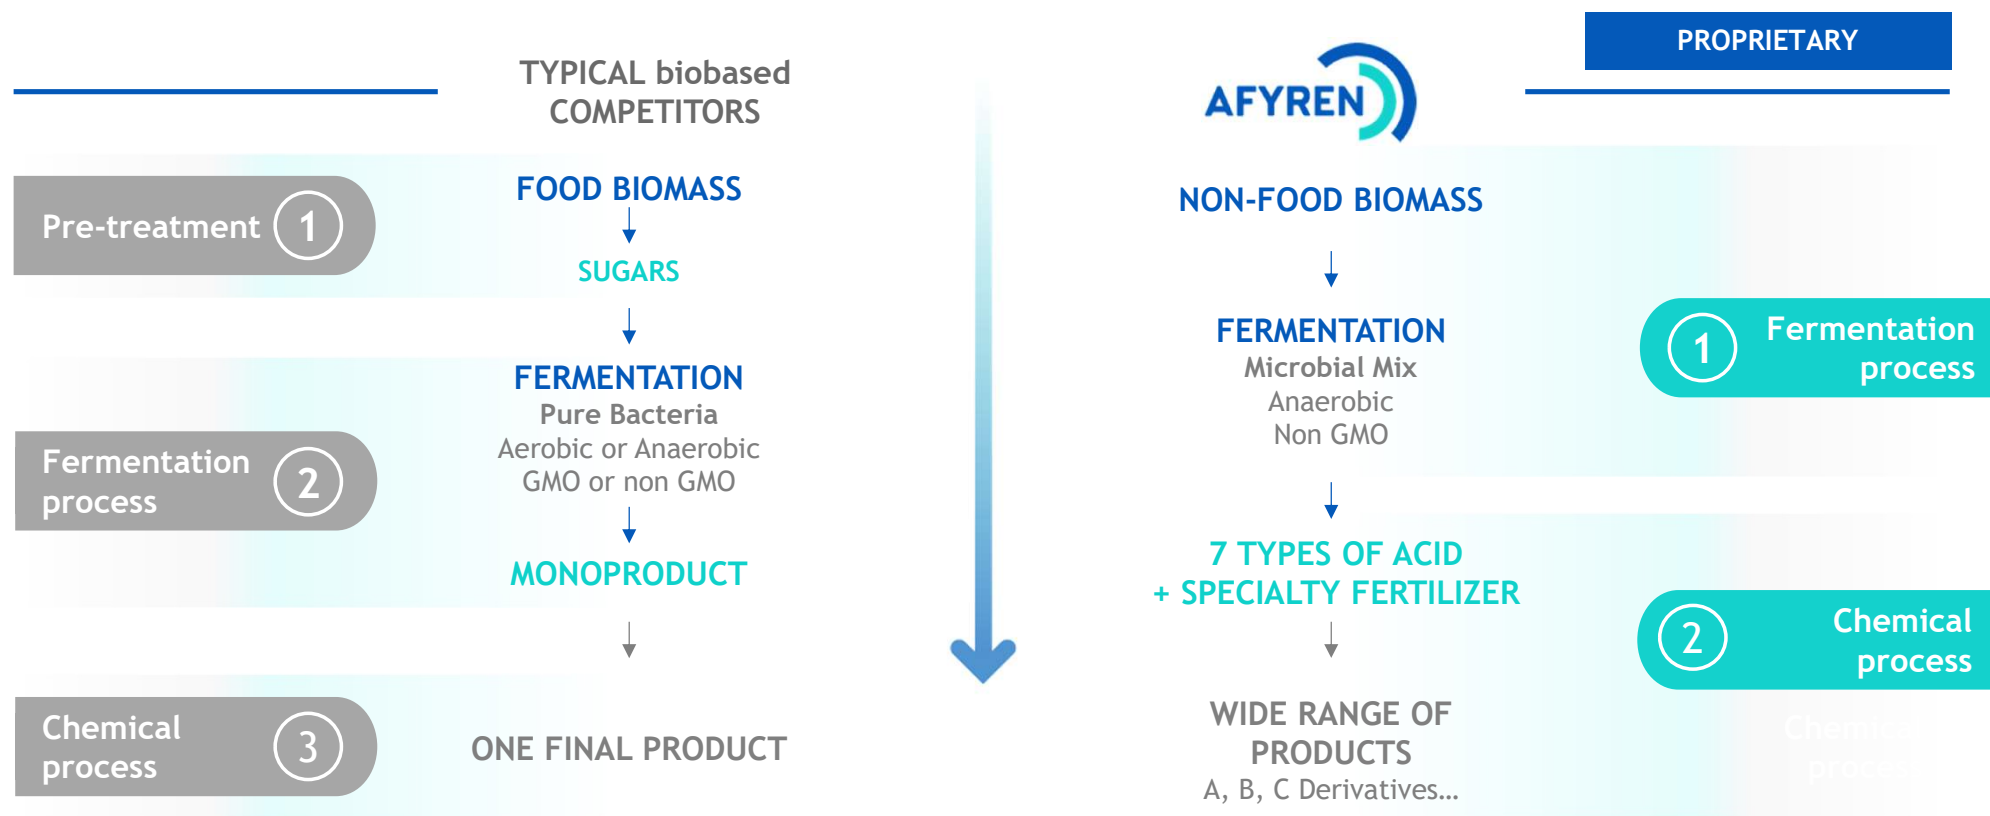 TYPICAL biobased
COMPETITORS
Pre-treatment 1
FOOD BIOMASS
SUGARS
Fermentation
process
2
FERMENTATION
Pure Bacteria
Aerobic or Anaerobic
GMO or non GMO
MONOPRODUCT
Chemical
process
3
ONE FINAL PRODUCT
AFYREN
PROPRIETARY
NON-FOOD BIOMASS
FERMENTATION
Microbial Mix
Anaerobic
Non GMO
1
Fermentation
process
7 TYPES OF ACID
+ SPECIALTY FERTILIZER
2
Chemical
process
WIDE RANGE OF
PRODUCTS
A, B, C Derivatives…
Chemical
process